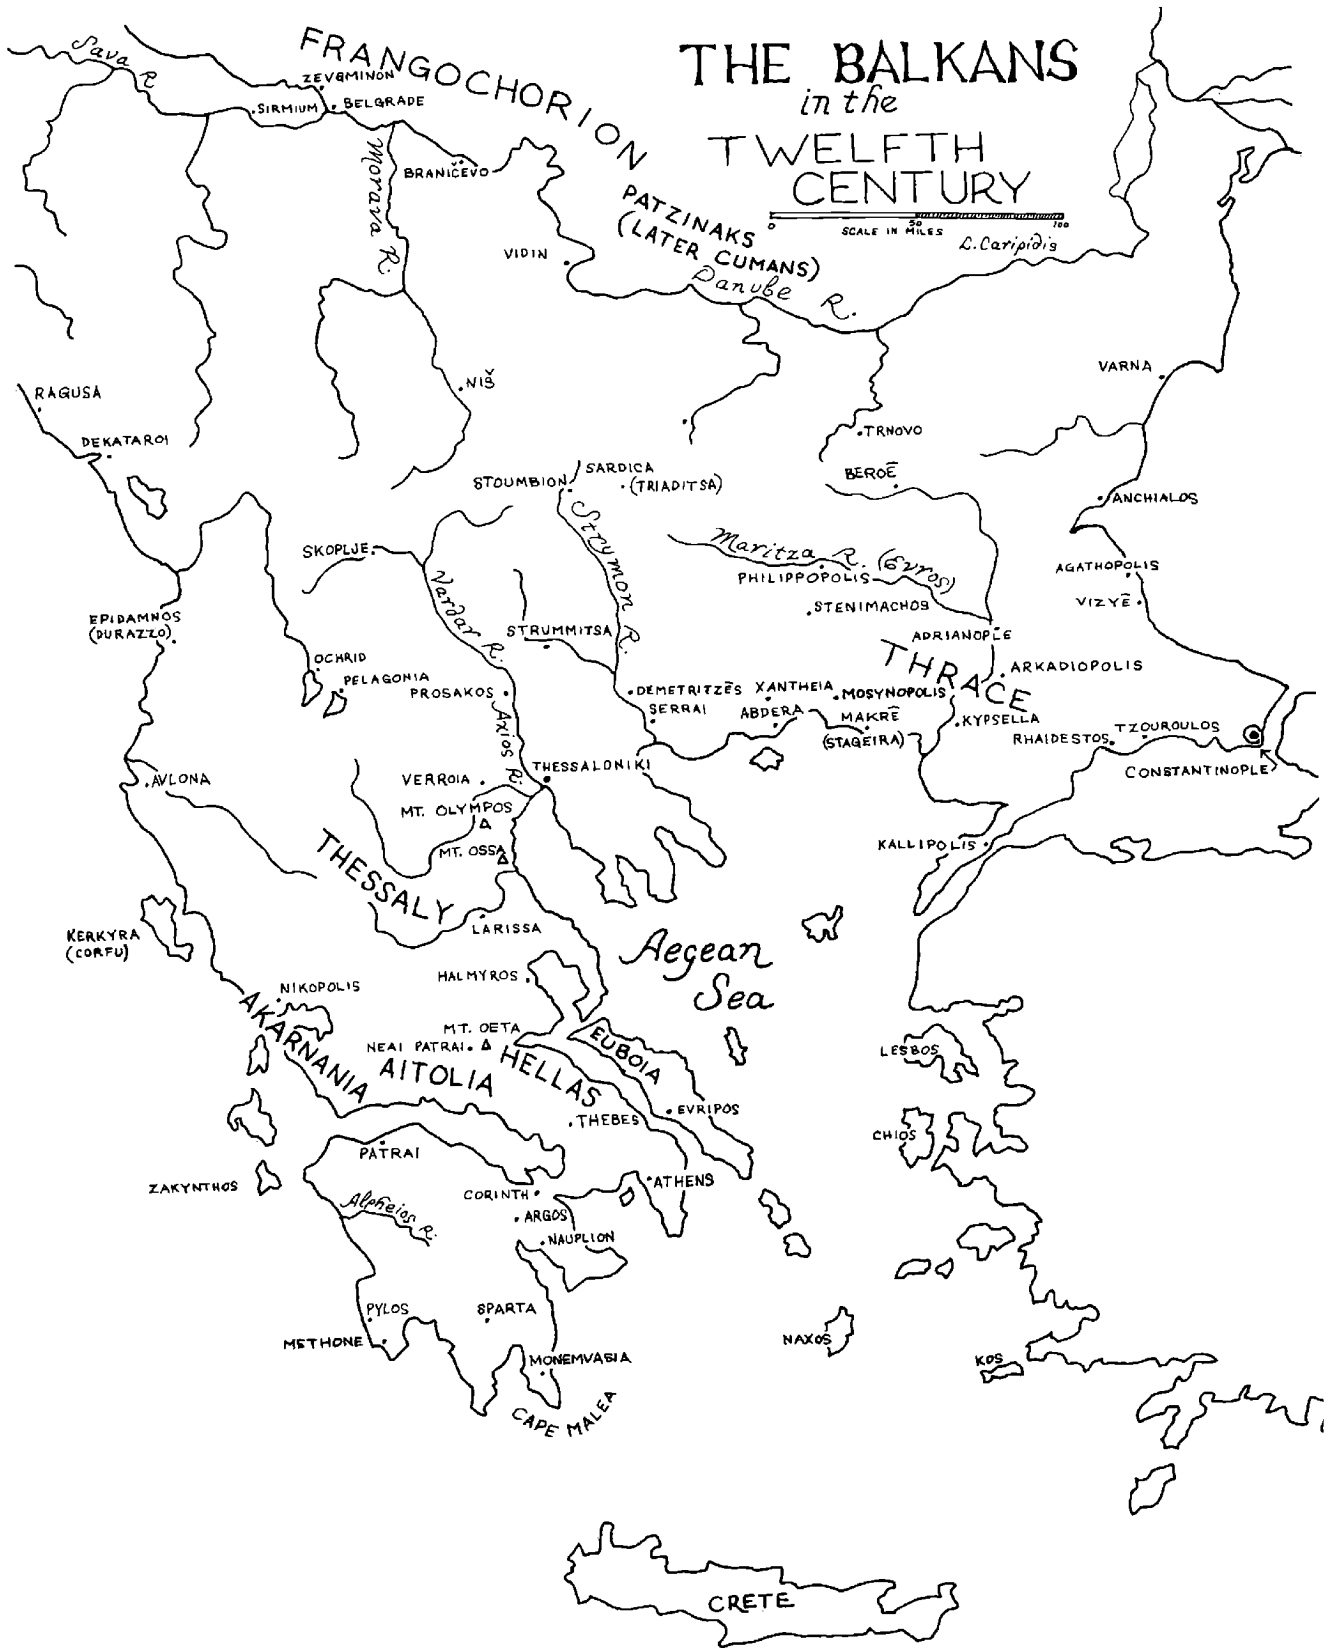 THE BALKANS
in the
TWELFTH
CENTURY
0 50 100
SCALE IN MILES
L. Caripidis
FRANGOCHORION
Sava R
ZEVGMINON
SIRMIUM
BELGRADE
Morava R.
BRANIČEVO
PATZINAKS
(LATER CUMANS)
VIDIN
Danube R.
NIŠ
VARNA
RAGUSA
DEKATAROI
TRNOVO
STOUMBION
SARDICA
(TRIADITSA)
BEROĒ
ANCHIALOS
SKOPLJE
Strymon R.
Maritza R. (Evros)
PHILIPPOPOLIS
STENIMACHOS
AGATHOPOLIS
VIZYĒ
Vardar R.
EPIDAMNOS
(DURAZZO)
STRUMMITSA
ADRIANOPLE
THRACE
ARKADIOPOLIS
OCHRID
PELAGONIA
PROSAKOS
Axios R.
DEMETRITZĒS
SERRAI
XANTHEIA
MOSYNOPOLIS
ABDERA
MAKRĒ
(STAGEIRA)
KYPSELLA
RHAIDESTOS
TZOUROULOS
CONSTANTINOPLE
AVLONA
VERROIA
THESSALONIKI
MT. OLYMPOS
MT. OSSA
KALLIPOLIS
THESSALY
LARISSA
KERKYRA
(CORFU)
Aegean
Sea
HALMYROS
NIKOPOLIS
AKARNANIA
MT. OETA
NEAI PATRAI
AITOLIA
HELLAS
EUBOIA
LESBOS
EVRIPOS
THEBES
CHIOS
PATRAI
ZAKYNTHOS
CORINTH
ATHENS
Alpheios R.
ARGOS
NAUPLION
PYLOS
SPARTA
METHONE
MONEMVASIA
CAPE MALEA
NAXOS
KOS
CRETE